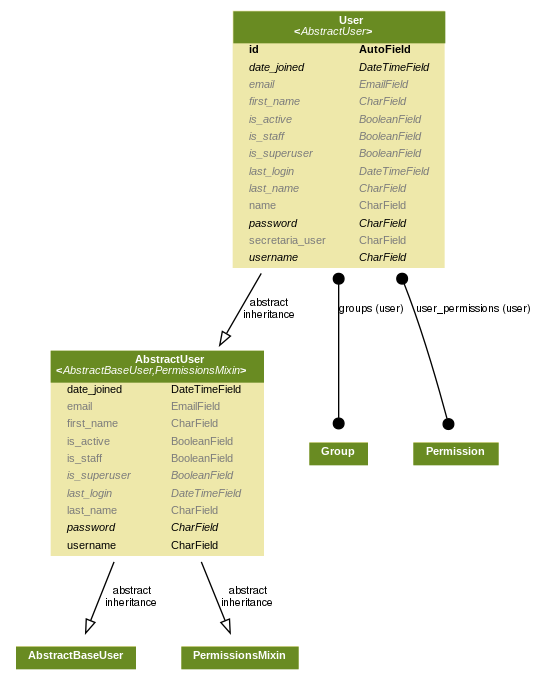 User
<AbstractUser>
id AutoField
date_joined DateTimeField
email EmailField
first_name CharField
is_active BooleanField
is_staff BooleanField
is_superuser BooleanField
last_login DateTimeField
last_name CharField
name CharField
password CharField
secretaria_user CharField
username CharField
abstract
inheritance
groups (user)
user_permissions (user)
AbstractUser
<AbstractBaseUser,PermissionsMixin>
date_joined DateTimeField
email EmailField
first_name CharField
is_active BooleanField
is_staff BooleanField
is_superuser BooleanField
last_login DateTimeField
last_name CharField
password CharField
username CharField
Group
Permission
abstract
inheritance
abstract
inheritance
AbstractBaseUser
PermissionsMixin